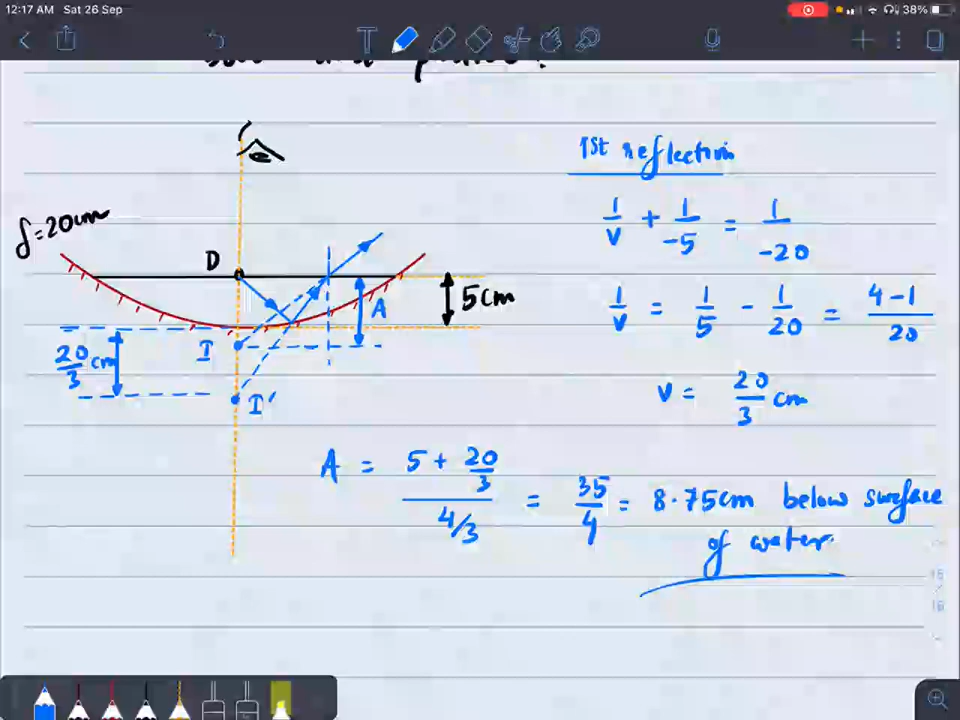 12:17 AM Sat 26 Sep
38%
1st reflection
f=20cm
1/v + 1/-5 = 1/-20
D
5cm
A
1/v = 1/5 - 1/20 = 4-1/20
I
20/3 cm
I'
v = 20/3 cm
A = 5 + 20/3 / 4/3 = 35/4 = 8.75cm below surface
of water.
15
16